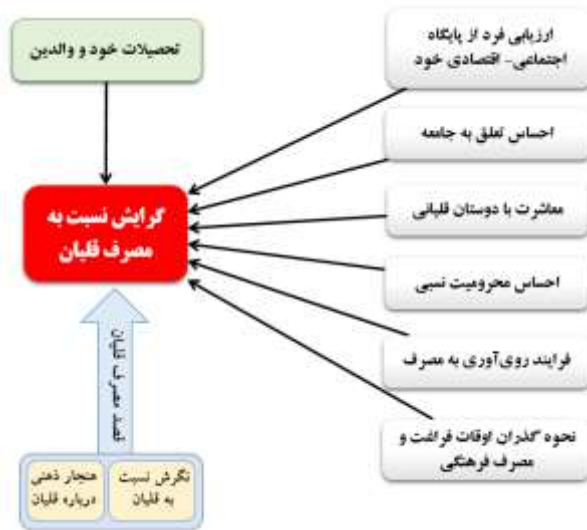 تحصیلات خود و والدین
ارزیابی فرد از پایگاه
اجتماعی- اقتصادی خود
احساس تعلق به جامعه
معاشرت با دوستان قلیانی
احساس محرومیت نسبی
فرایند روی‌آوری به مصرف
نحوه گذران اوقات فراغت و
مصرف فرهنگی
گرایش نسبت به
مصرف قلیان
قصد مصرف قلیان
نگرش نسبت
به قلیان
هنجار ذهنی
درباره قلیان